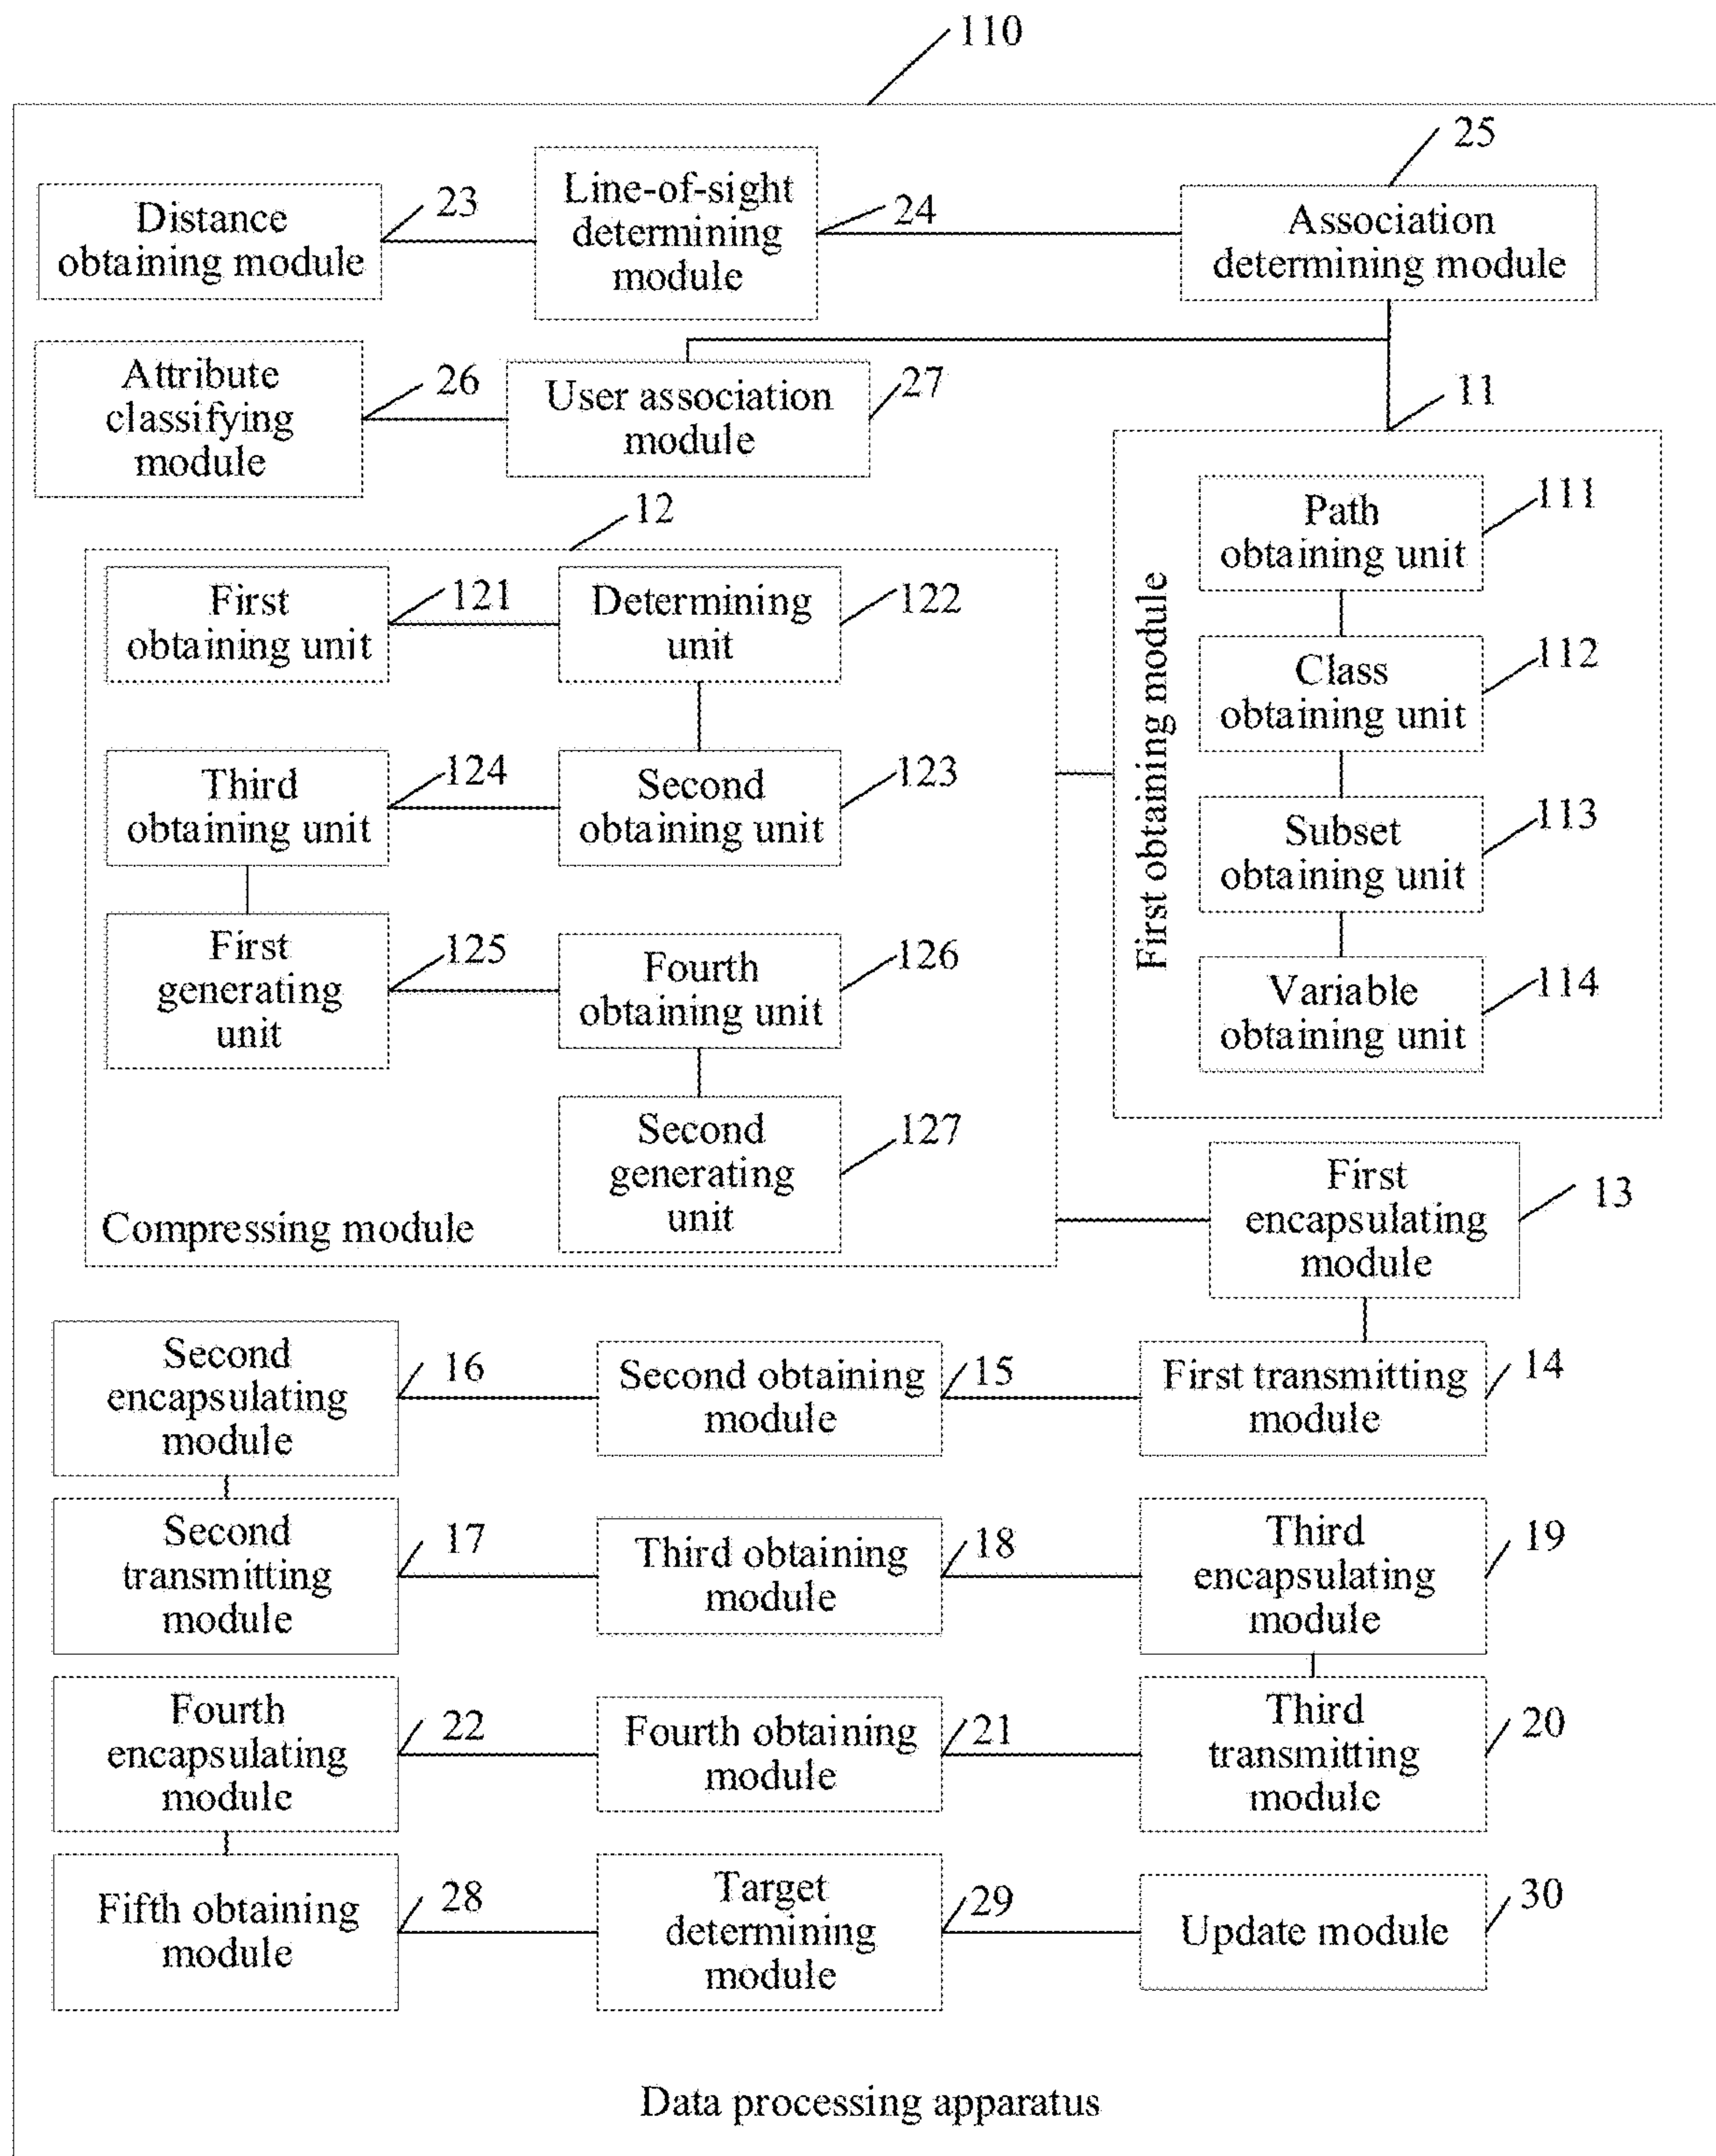 110
25
Distance
obtaining module
23
Line-of-sight
determining
module
24
Association
determining module
Attribute
classifying
module
26
User association
module
27
11
12
First
obtaining unit
121
Determining
unit
122
Third
obtaining unit
124
Second
obtaining unit
123
First
generating
unit
125
Fourth
obtaining unit
126
Second
generating
unit
127
Compressing module
First obtaining module
Path
obtaining unit
111
Class
obtaining unit
112
Subset
obtaining unit
113
Variable
obtaining unit
114
First
encapsulating
module
13
Second
encapsulating
module
16
Second obtaining
module
15
First transmitting
module
14
Second
transmitting
module
17
Third obtaining
module
18
Third
encapsulating
module
19
Fourth
encapsulating
module
22
Fourth obtaining
module
21
Third
transmitting
module
20
Fifth obtaining
module
28
Target
determining
module
29
Update module
30
Data processing apparatus